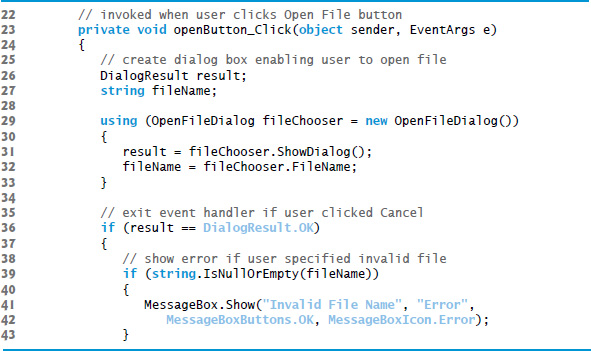 22 // invoked when user clicks Open File button
23 private void openButton_Click(object sender, EventArgs e)
24 {
25 // create dialog box enabling user to open file
26 DialogResult result;
27 string fileName;
28
29 using (OpenFileDialog fileChooser = new OpenFileDialog())
30 {
31 result = fileChooser.ShowDialog();
32 fileName = fileChooser.FileName;
33 }
34
35 // exit event handler if user clicked Cancel
36 if (result == DialogResult.OK)
37 {
38 // show error if user specified invalid file
39 if (string.IsNullOrEmpty(fileName))
40 {
41 MessageBox.Show("Invalid File Name", "Error",
42 MessageBoxButtons.OK, MessageBoxIcon.Error);
43 }